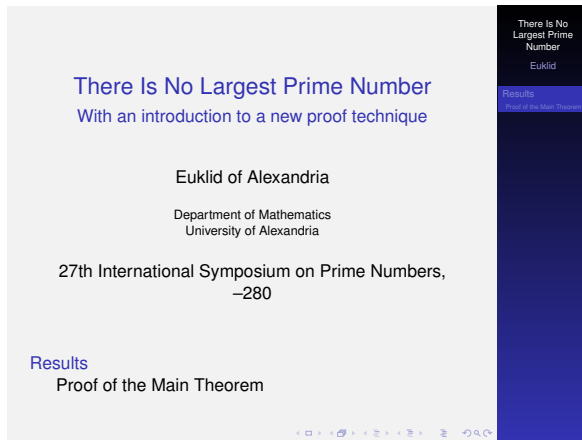 There Is No Largest Prime Number
With an introduction to a new proof technique
Euklid of Alexandria
Department of Mathematics
University of Alexandria
27th International Symposium on Prime Numbers,
–280
Results
Proof of the Main Theorem
There Is No
Largest Prime
Number
Euklid
Results
Proof of the Main Theorem